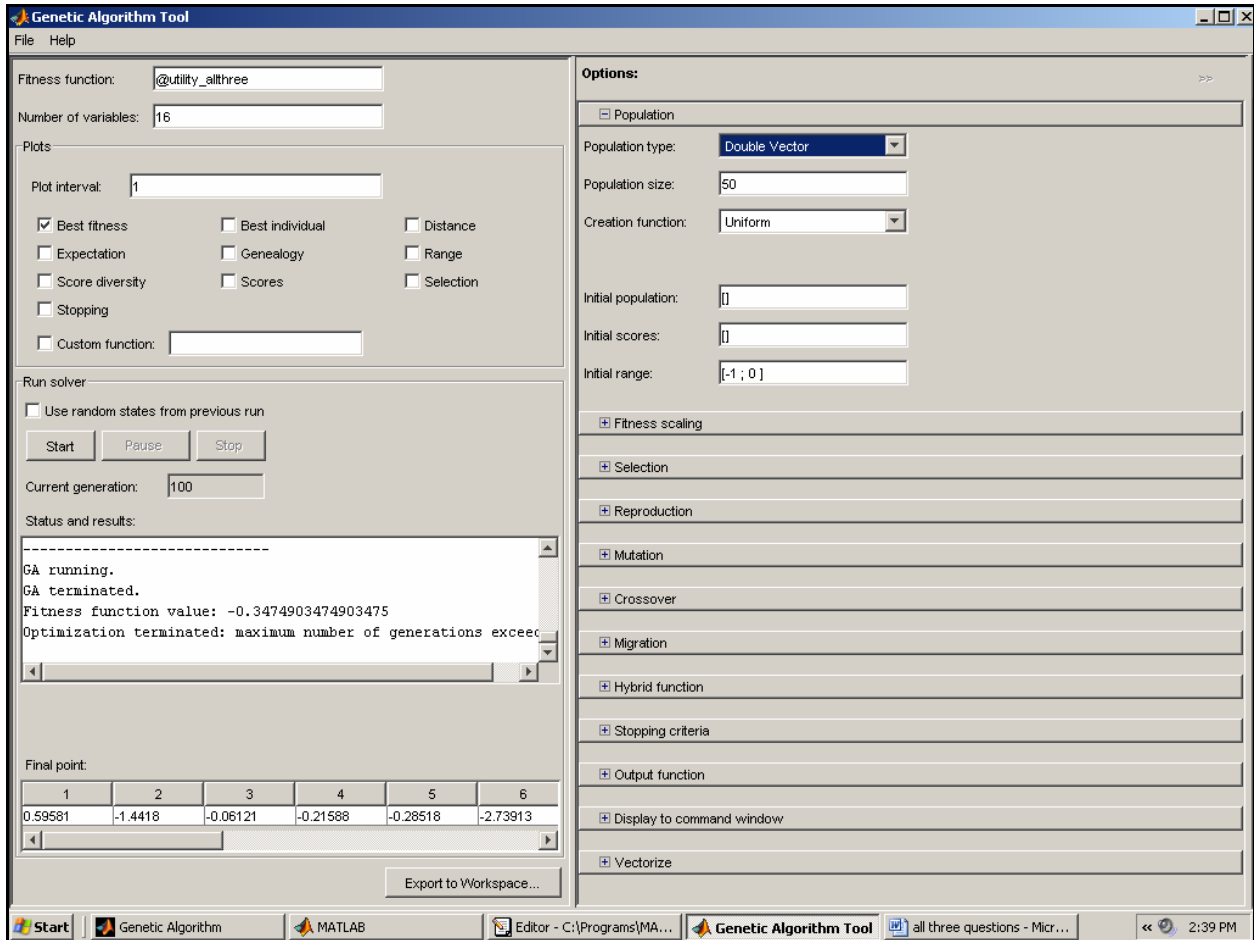 Genetic Algorithm Tool
File Help
Fitness function: @utility_allthree
Number of variables: 16
Plots
Plot interval: 1
Best fitness Best individual Distance
Expectation Genealogy Range
Score diversity Scores Selection
Stopping
Custom function:
Run solver
Use random states from previous run
Start Pause Stop
Current generation: 100
Status and results:
-----------------------------
GA running.
GA terminated.
Fitness function value: -0.3474903474903475
Optimization terminated: maximum number of generations exceed
Final point:
1 2 3 4 5 6
0.59581 -1.4418 -0.06121 -0.21588 -0.28518 -2.73913
Export to Workspace...
Options: >>
Population
Population type: Double Vector
Population size: 50
Creation function: Uniform
Initial population: []
Initial scores: []
Initial range: [-1 ; 0 ]
Fitness scaling
Selection
Reproduction
Mutation
Crossover
Migration
Hybrid function
Stopping criteria
Output function
Display to command window
Vectorize
Start Genetic Algorithm MATLAB Editor - C:\Programs\MA... Genetic Algorithm Tool all three questions - Micr... « 2:39 PM